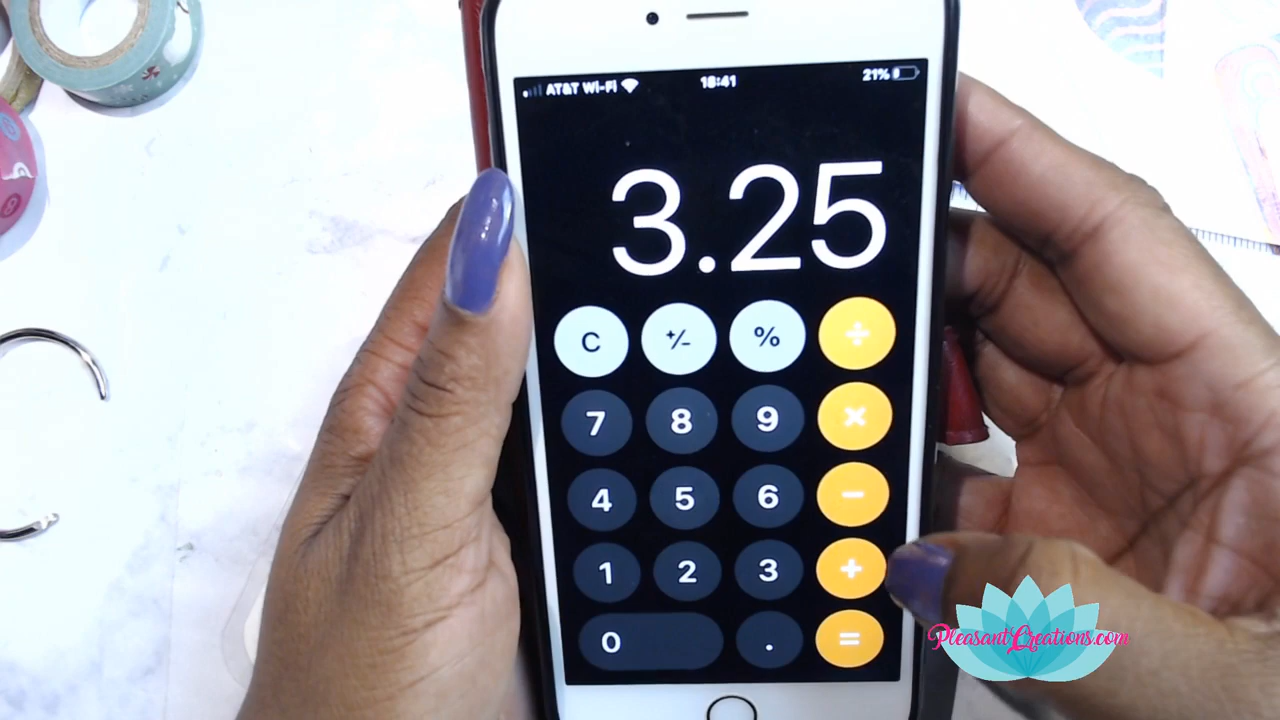 AT&T Wi-Fi 18:41 21%
3.25
C +/- % ÷
7 8 9 ×
4 5 6 −
1 2 3 +
0 . =
PleasantCreations.com